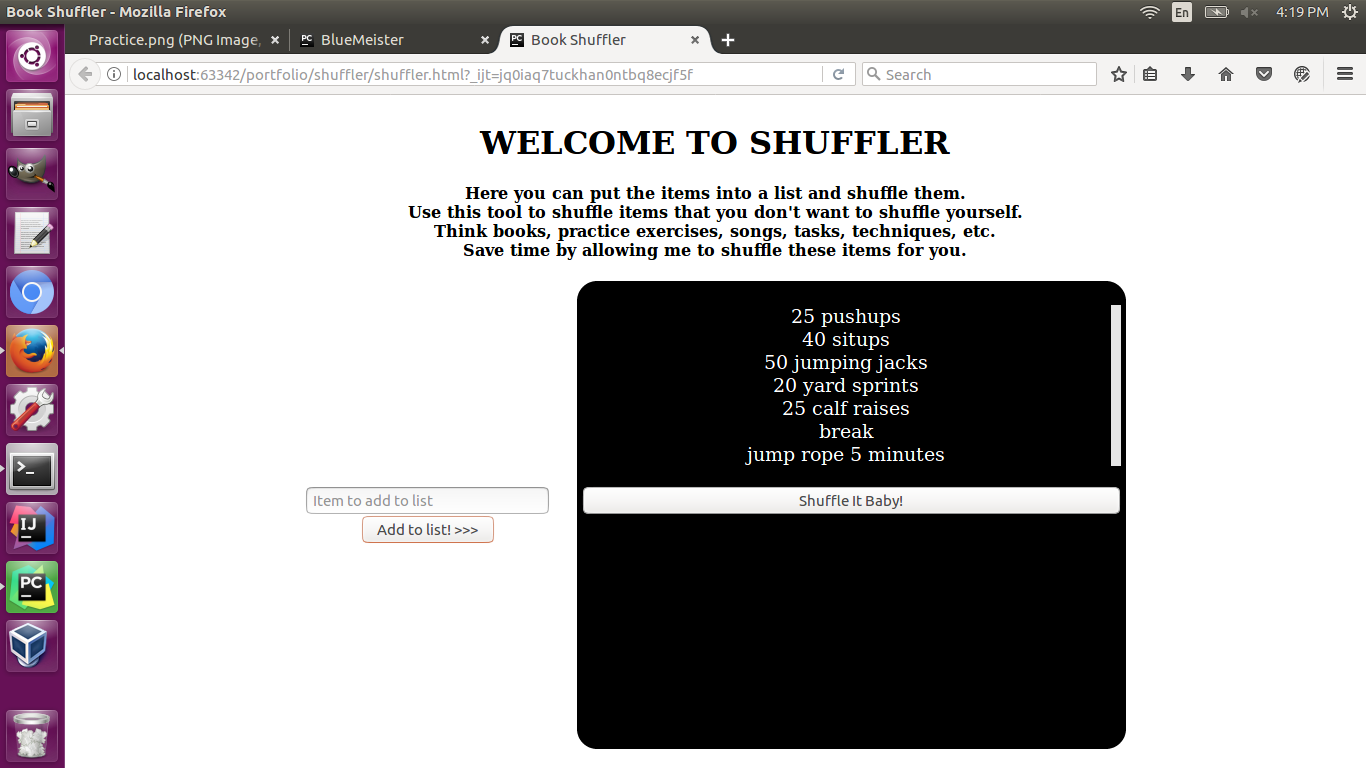 Book Shuffler - Mozilla Firefox
En
4:19 PM
Practice.png (PNG Image,
PC
BlueMeister
PC
Book Shuffler
localhost:63342/portfolio/shuffler/shuffler.html?_ijt=jq0iaq7tuckhan0ntbq8ecjf5f
Search
WELCOME TO SHUFFLER
Here you can put the items into a list and shuffle them.
Use this tool to shuffle items that you don't want to shuffle yourself.
Think books, practice exercises, songs, tasks, techniques, etc.
Save time by allowing me to shuffle these items for you.
25 pushups
40 situps
50 jumping jacks
20 yard sprints
25 calf raises
break
jump rope 5 minutes
Item to add to list
Shuffle It Baby!
Add to list! >>>
>_
IJ
PC